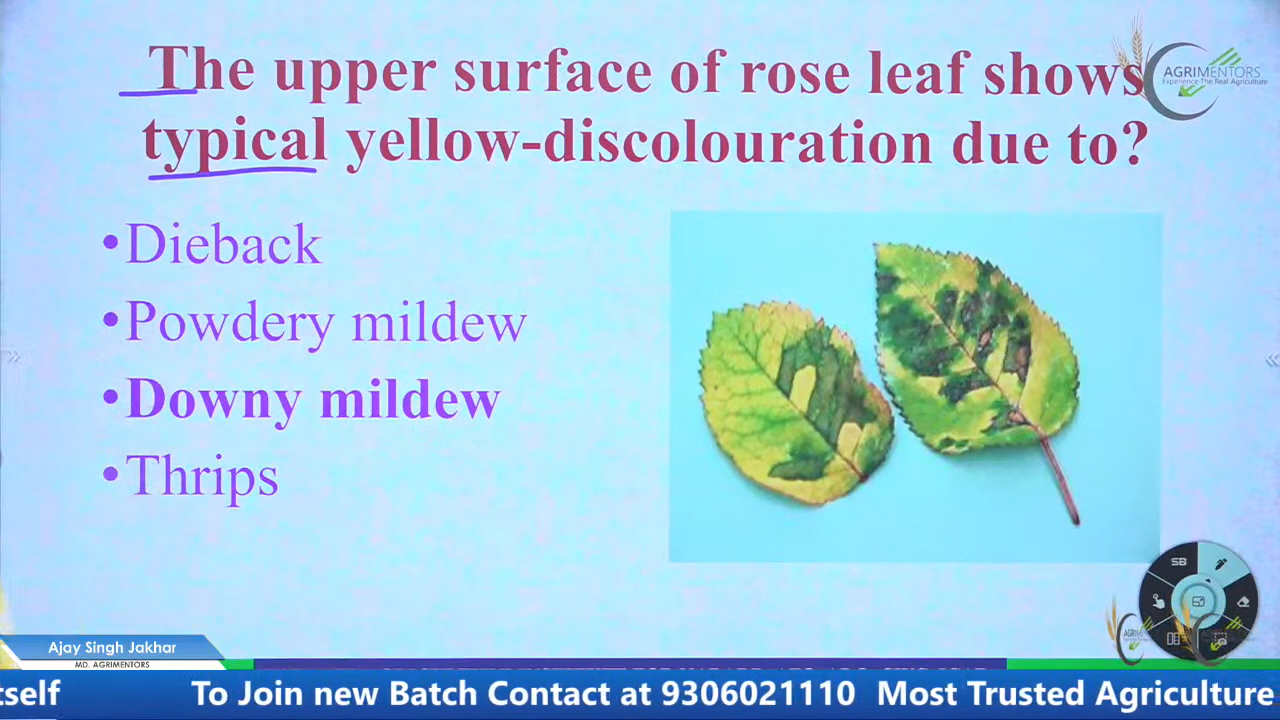 The upper surface of rose leaf shows
typical yellow-discolouration due to?
AGRIMENTORS
Experience The Real Agriculture
•Dieback
•Powdery mildew
•Downy mildew
•Thrips
SB
Ajay Singh Jakhar
MD. AGRIMENTORS
tself To Join new Batch Contact at 9306021110 Most Trusted Agriculture